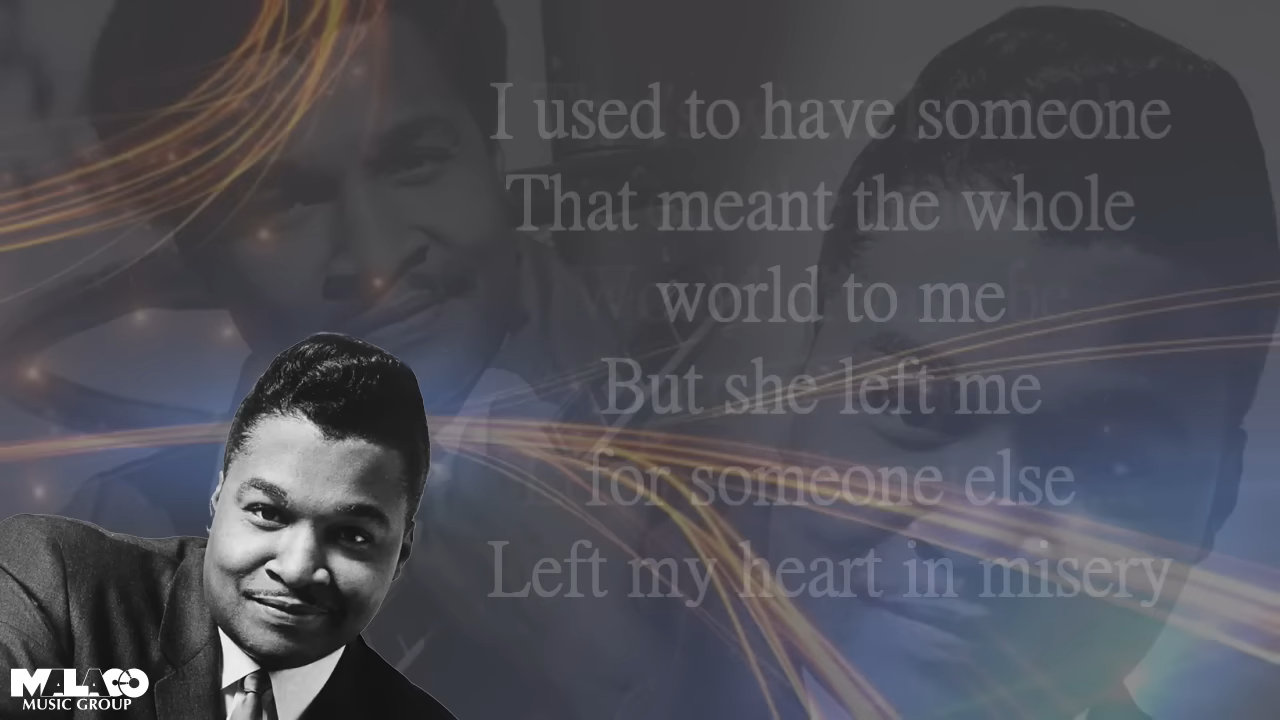 I used to have someone
That meant the whole
world to me
But she left me
for someone else
Left my heart in misery
MALACO
MUSIC GROUP